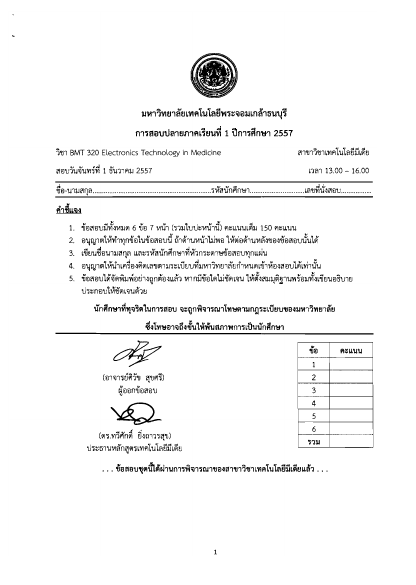 มหาวิทยาลัยเทคโนโลยีพระจอมเกล้าธนบุรี
การสอบปลายภาคเรียนที่ 1 ปีการศึกษา 2557
วิชา BMT 320 Electronics Technology in Medicine สาขาวิชาเทคโนโลยีมีเดีย
สอบวันจันทร์ที่ 1 ธันวาคม 2557 เวลา 13.00 – 16.00
ชื่อ-นามสกุล...............................................รหัสนักศึกษา......................เลขที่นั่งสอบ.............
คำชี้แจง
1. ข้อสอบมีทั้งหมด 6 ข้อ 7 หน้า (รวมใบปะหน้านี้) คะแนนเต็ม 150 คะแนน
2. อนุญาตให้ทำทุกข้อในข้อสอบนี้ ถ้าด้านหน้าไม่พอ ให้ต่อด้านหลังของข้อสอบนั้นได้
3. เขียนชื่อนามสกุล และรหัสนักศึกษาที่หัวกระดาษข้อสอบทุกแผ่น
4. อนุญาตให้นำเครื่องคิดเลขตามระเบียบที่มหาวิทยาลัยกำหนดเข้าห้องสอบได้เท่านั้น
5. ข้อสอบได้จัดพิมพ์อย่างถูกต้องแล้ว หากมีข้อใดไม่ชัดเจน ให้ตั้งสมมุติฐานพร้อมทั้งเขียนอธิบาย
ประกอบให้ชัดเจนด้วย
นักศึกษาที่ทุจริตในการสอบ จะถูกพิจารณาโทษตามกฎระเบียบของมหาวิทยาลัย
ซึ่งโทษอาจถึงขั้นให้พ้นสภาพการเป็นนักศึกษา
(อาจารย์ศิวัช สุขศรี)
ผู้ออกข้อสอบ
(ดร.ทวีศักดิ์ ยิ่งถาวรสุข)
ประธานหลักสูตรเทคโนโลยีมีเดีย
ข้อ คะแนน
1
2
3
4
5
6
รวม
. . . ข้อสอบชุดนี้ได้ผ่านการพิจารณาของสาขาวิชาเทคโนโลยีมีเดียแล้ว . . .
1